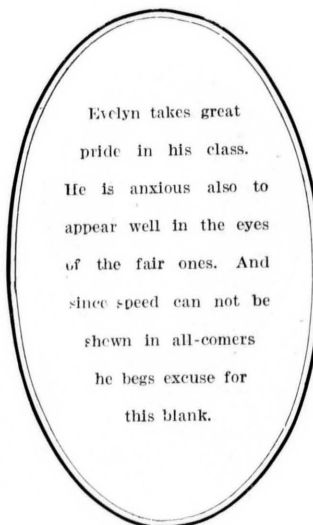 Evelyn takes great
pride in his class.
He is anxious also to
appear well in the eyes
of the fair ones. And
since speed can not be
shewn in all-comers
he begs excuse for
this blank.